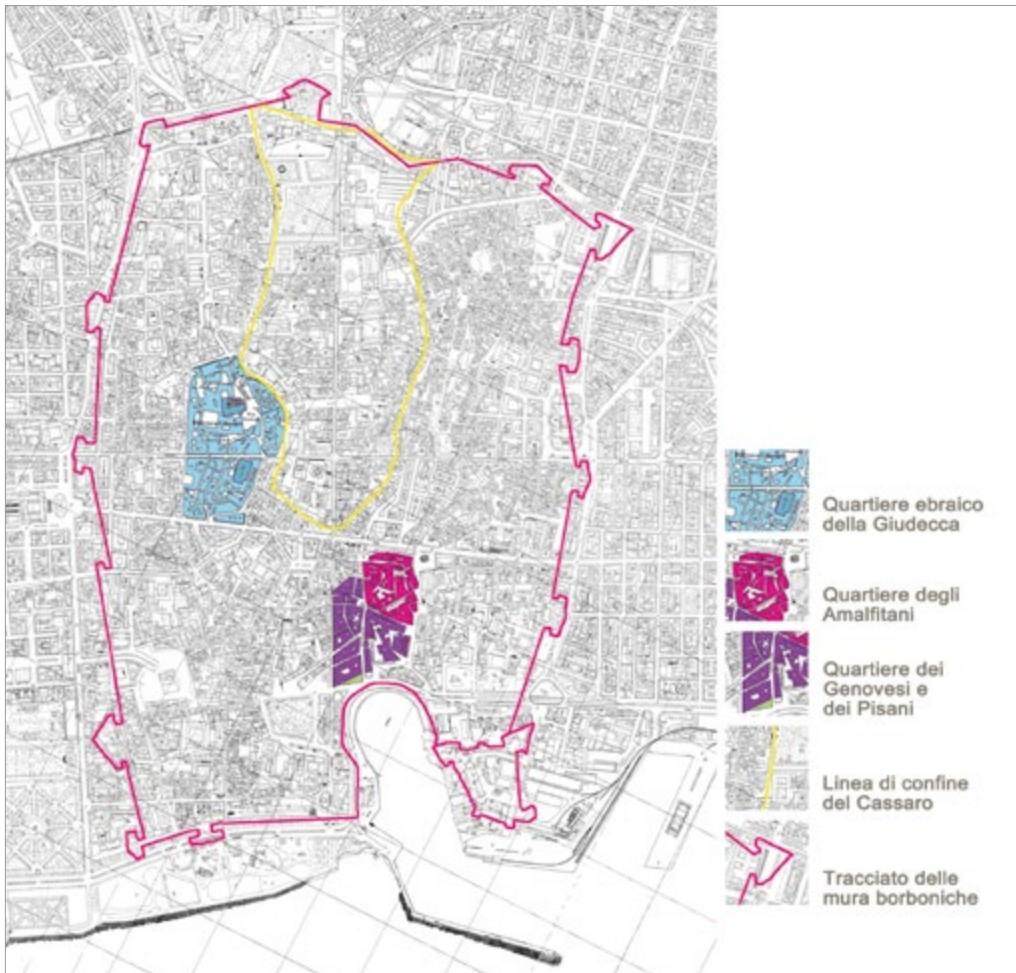 Quartiere ebraico
della Giudecca
Quartiere degli
Amalfitani
Quartiere dei
Genovesi e
dei Pisani
Linea di confine
del Cassaro
Tracciato delle
mura borboniche